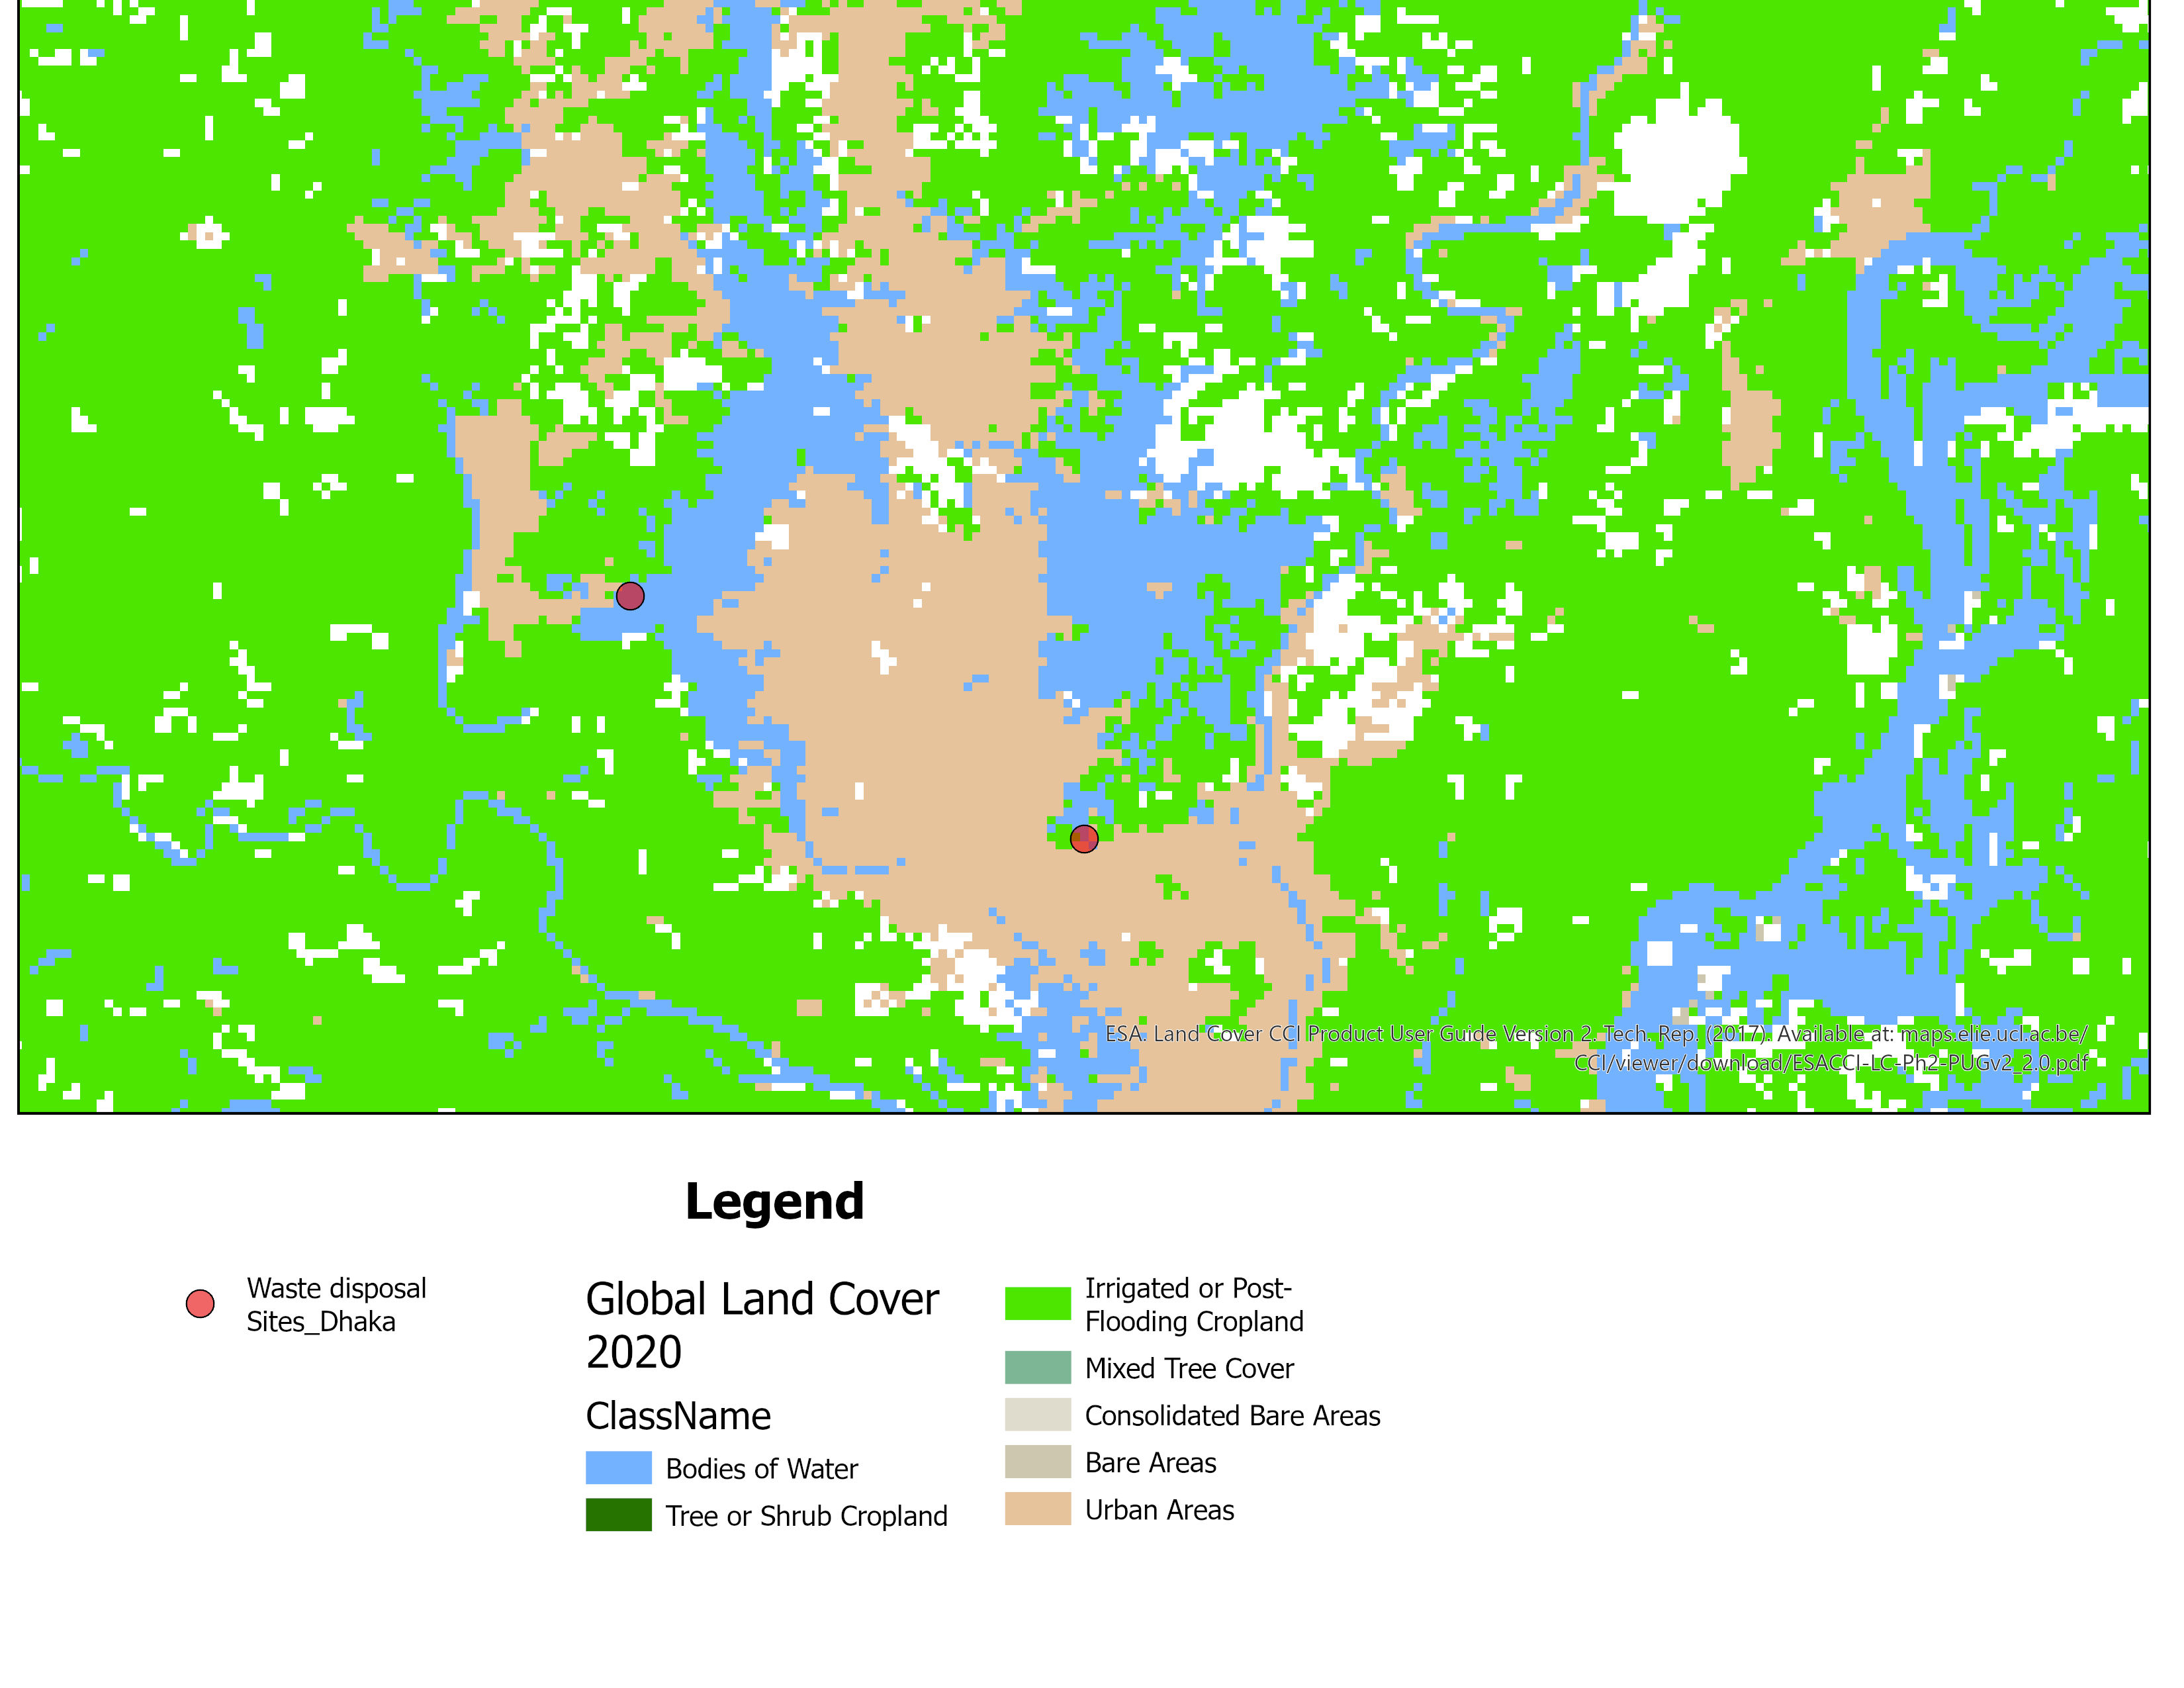 ESA. Land Cover CCI Product User Guide Version 2. Tech. Rep. (2017). Available at: maps.elie.ucl.ac.be/
CCI/viewer/download/ESACCI-LC-Ph2-PUGv2_2.0.pdf
Legend
Waste disposal
Sites_Dhaka
Global Land Cover
2020
ClassName
Bodies of Water
Tree or Shrub Cropland
Irrigated or Post-
Flooding Cropland
Mixed Tree Cover
Consolidated Bare Areas
Bare Areas
Urban Areas